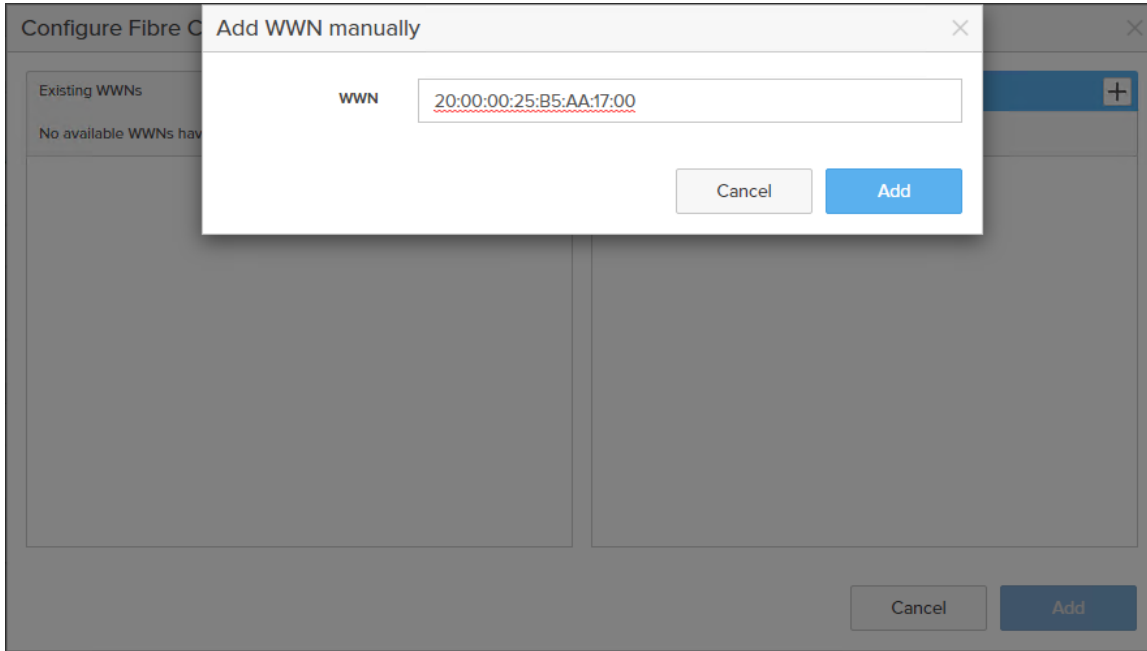 Configure Fibre C
Add WWN manually
Existing WWNs
WWN
20:00:00:25:B5:AA:17:00
No available WWNs hav
Cancel
Add
Cancel
Add